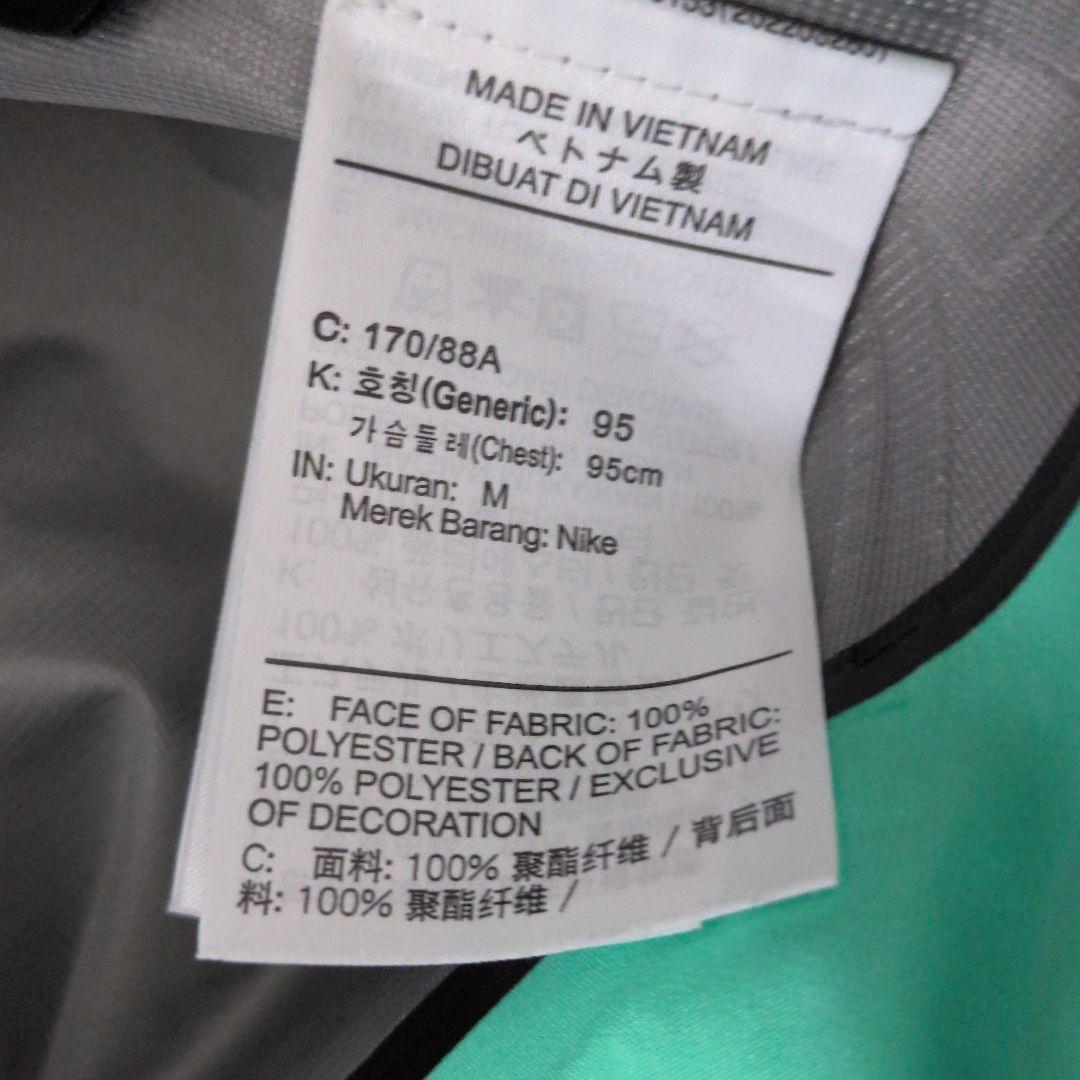 MADE IN VIETNAM
ベトナム製
DIBUAT DI VIETNAM
C: 170/88A
K: 호칭(Generic): 95
가슴둘레(Chest): 95cm
IN: Ukuran: M
Merek Barang: Nike
E: FACE OF FABRIC: 100%
POLYESTER / BACK OF FABRIC:
100% POLYESTER / EXCLUSIVE
OF DECORATION
C: 面料: 100% 聚酯纤维 / 背后面
料: 100% 聚酯纤维 /